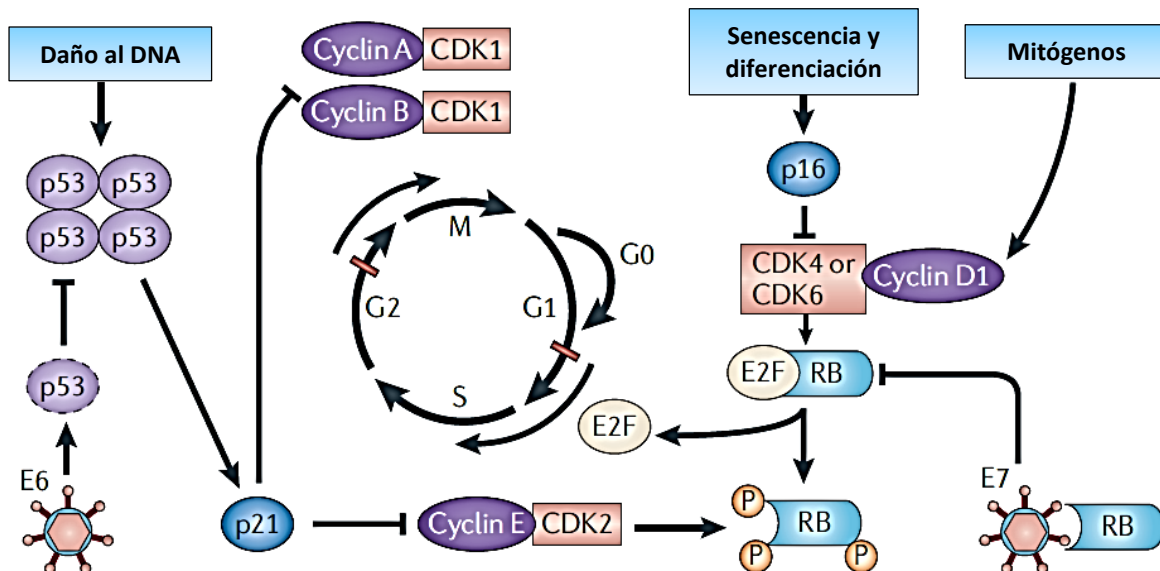 Daño al DNA
Cyclin A CDK1
Cyclin B CDK1
Senescencia y
diferenciación
Mitógenos
p53 p53
p53 p53
p16
M
G0
G1
G2
S
CDK4 or
CDK6
Cyclin D1
p53
E2F RB
E2F
E6
E7
p21
Cyclin E CDK2
P
RB
P
P
RB